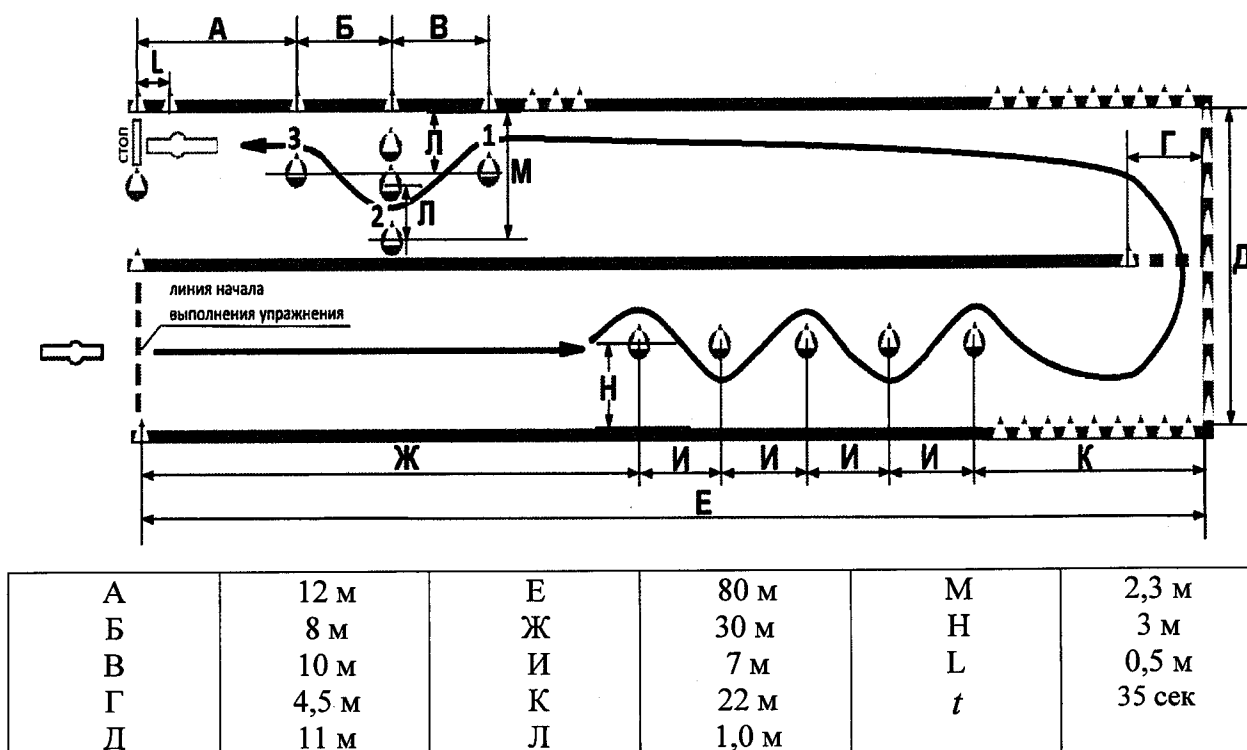 А Б В
L
СТОП
3 1
Л М Г
2 Л
Д
линия начала
выполнения упражнения
Н
Ж И И И И К
Е
А 12 м Е 80 м М 2,3 м
Б 8 м Ж 30 м Н 3 м
В 10 м И 7 м L 0,5 м
Г 4,5 м К 22 м t 35 сек
Д 11 м Л 1,0 м